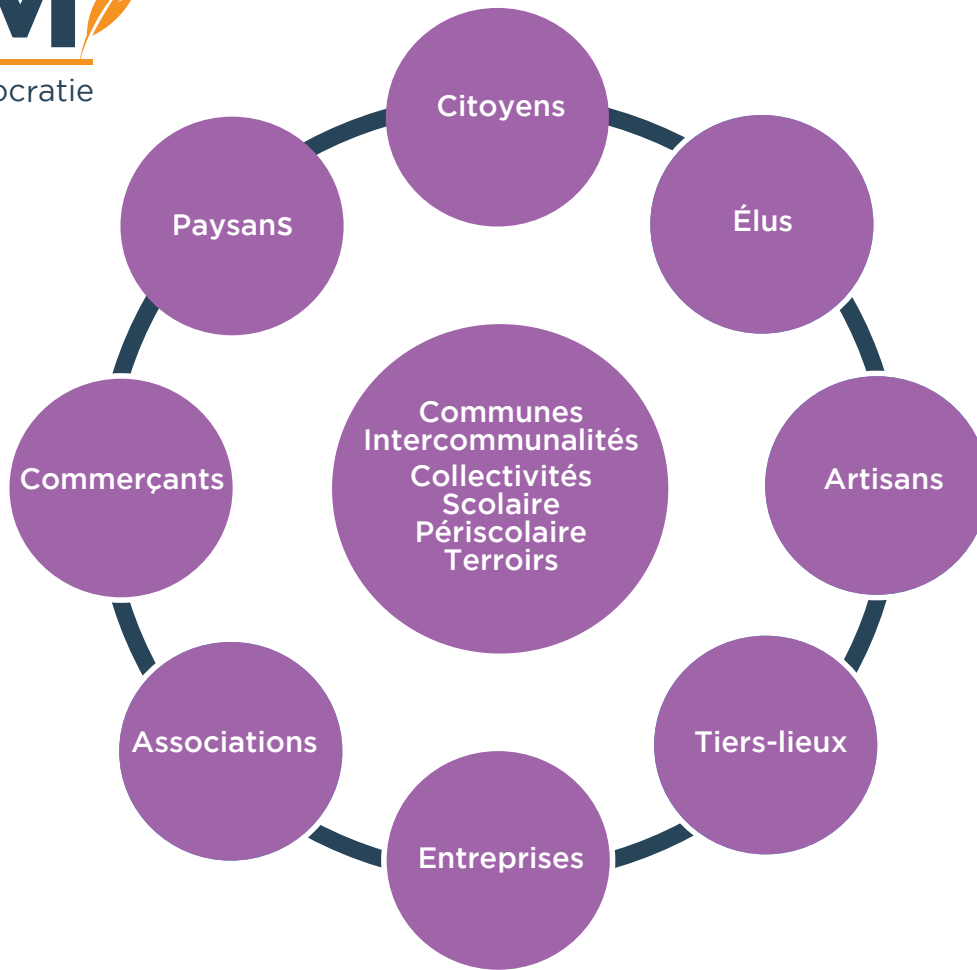 ocratie
Citoyens
Paysans
Élus
Communes
Intercommunalités
Collectivités
Scolaire
Périscolaire
Terroirs
Commerçants
Artisans
Associations
Tiers-lieux
Entreprises